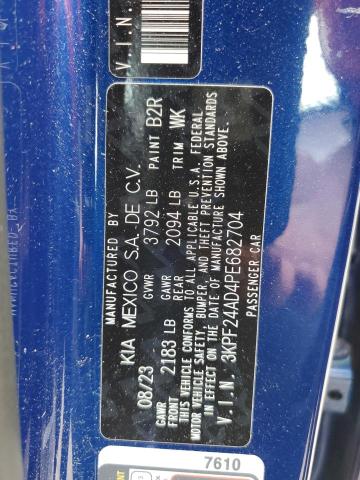 V.I.N.
MANUFACTURED BY
KIA MEXICO S.A. DE C.V.
08/23 GVWR 3792 LB PAINT B2R
GAWR FRONT 2183 LB GAWR REAR 2094 LB TRIM WK
THIS VEHICLE CONFORMS TO ALL APPLICABLE U.S.A. FEDERAL
MOTOR VEHICLE SAFETY, BUMPER, AND THEFT PREVENTION STANDARDS
IN EFFECT ON THE DATE OF MANUFACTURE SHOWN ABOVE.
V.I.N. 3KPF24AD4PE682704
PASSENGER CAR
7610